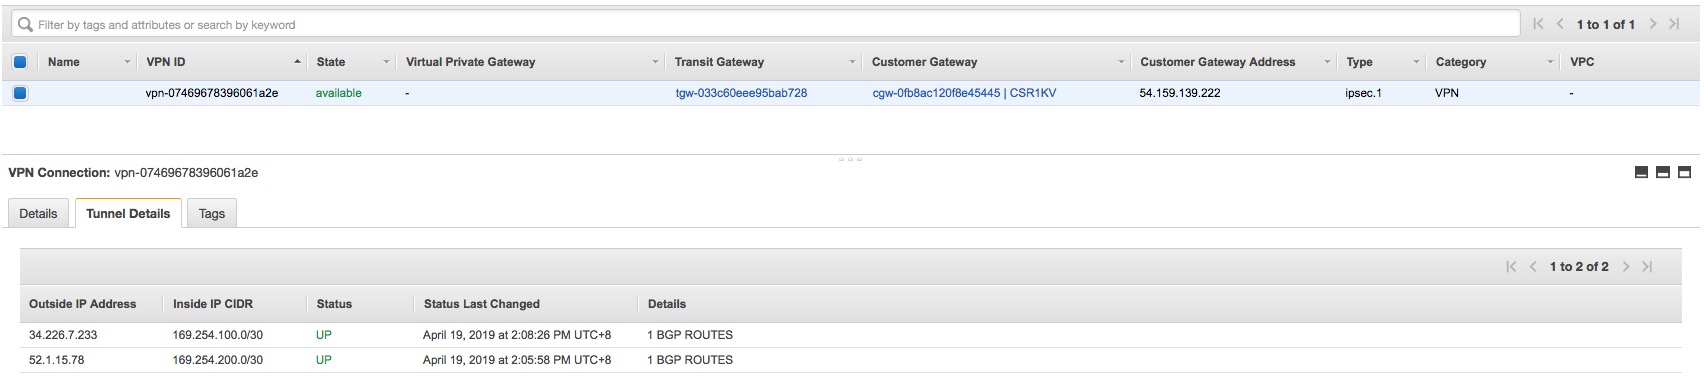 Filter by tags and attributes or search by keyword 1 to 1 of 1
Name VPN ID State Virtual Private Gateway Transit Gateway Customer Gateway Customer Gateway Address Type Category VPC
vpn-07469678396061a2e available - tgw-033c60eee95bab728 cgw-0fb8ac120f8e45445 | CSR1KV 54.159.139.222 ipsec.1 VPN -
VPN Connection: vpn-07469678396061a2e
Details Tunnel Details Tags
1 to 2 of 2
Outside IP Address Inside IP CIDR Status Status Last Changed Details
34.226.7.233 169.254.100.0/30 UP April 19, 2019 at 2:08:26 PM UTC+8 1 BGP ROUTES
52.1.15.78 169.254.200.0/30 UP April 19, 2019 at 2:05:58 PM UTC+8 1 BGP ROUTES